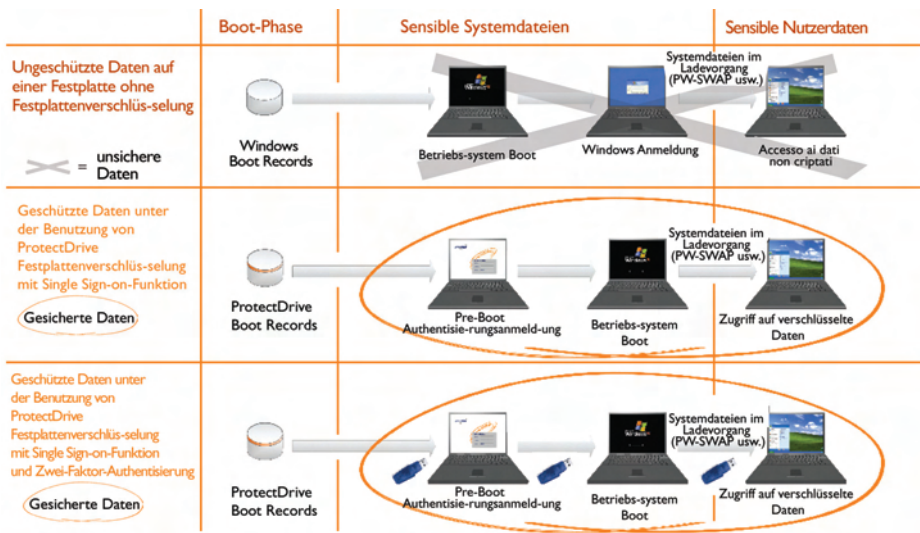 Boot-Phase
Sensible Systemdateien
Sensible Nutzerdaten
Ungeschützte Daten auf
einer Festplatte ohne
Festplattenverschlüs-selung
= unsichere
Daten
Windows
Boot Records
Betriebs-system Boot
Windows Anmeldung
Systemdateien im
Ladevorgang
(PW-SWAP usw.)
Accesso ai dati
non criptati
Geschützte Daten unter
der Benutzung von
ProtectDrive
Festplattenverschlüs-selung
mit Single Sign-on-Funktion
Gesicherte Daten
ProtectDrive
Boot Records
Pre-Boot
Authentisie-rungsanmeld-ung
Betriebs-system
Boot
Systemdateien im
Ladevorgang
(PW-SWAP usw.)
Zugriff auf verschlüsselte
Daten
Geschützte Daten unter
der Benutzung von
ProtectDrive
Festplattenverschlüs-selung
mit Single Sign-on-Funktion
und Zwei-Faktor-Authentisierung
Gesicherte Daten
ProtectDrive
Boot Records
Pre-Boot
Authentisie-rungsanmeld-ung
Betriebs-system
Boot
Systemdateien im
Ladevorgang
(PW-SWAP usw.)
Zugriff auf verschlüsselte
Daten